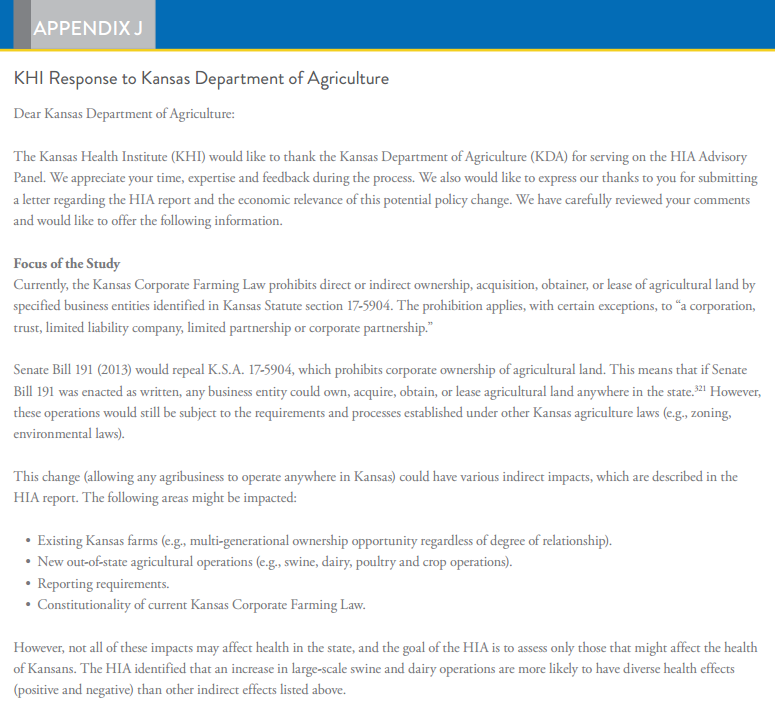 APPENDIX J
KHI Response to Kansas Department of Agriculture
Dear Kansas Department of Agriculture:
The Kansas Health Institute (KHI) would like to thank the Kansas Department of Agriculture (KDA) for serving on the HIA Advisory
Panel. We appreciate your time, expertise and feedback during the process. We also would like to express our thanks to you for submitting
a letter regarding the HIA report and the economic relevance of this potential policy change. We have carefully reviewed your comments
and would like to offer the following information.
Focus of the Study
Currently, the Kansas Corporate Farming Law prohibits direct or indirect ownership, acquisition, obtainer, or lease of agricultural land by
specified business entities identified in Kansas Statute section 17-5904. The prohibition applies, with certain exceptions, to “a corporation,
trust, limited liability company, limited partnership or corporate partnership.”
Senate Bill 191 (2013) would repeal K.S.A. 17-5904, which prohibits corporate ownership of agricultural land. This means that if Senate
Bill 191 was enacted as written, any business entity could own, acquire, obtain, or lease agricultural land anywhere in the state.³²¹ However,
these operations would still be subject to the requirements and processes established under other Kansas agriculture laws (e.g., zoning,
environmental laws).
This change (allowing any agribusiness to operate anywhere in Kansas) could have various indirect impacts, which are described in the
HIA report. The following areas might be impacted:
• Existing Kansas farms (e.g., multi-generational ownership opportunity regardless of degree of relationship).
• New out-of-state agricultural operations (e.g., swine, dairy, poultry and crop operations).
• Reporting requirements.
• Constitutionality of current Kansas Corporate Farming Law.
However, not all of these impacts may affect health in the state, and the goal of the HIA is to assess only those that might affect the health
of Kansans. The HIA identified that an increase in large-scale swine and dairy operations are more likely to have diverse health effects
(positive and negative) than other indirect effects listed above.